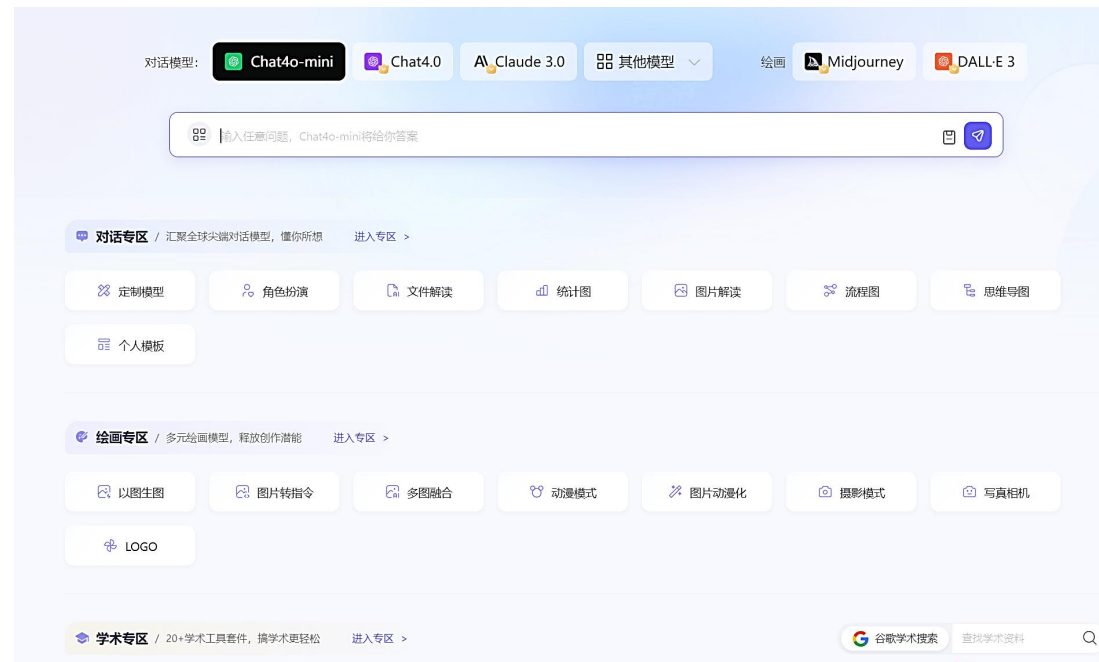 对话模型: Chat4o-mini Chat4.0 Claude 3.0 其他模型 绘画 Midjourney DALL·E 3
输入任意问题，Chat4o-mini将给你答案
对话专区 / 汇聚全球尖端对话模型，懂你所想 进入专区 >
定制模型 角色扮演 文件解读 统计图 图片解读 流程图 思维导图
个人模板
绘画专区 / 多元绘画模型，释放创作潜能 进入专区 >
以图生图 图片转指令 多图融合 动漫模式 图片动漫化 摄影模式 写真相机
LOGO
学术专区 / 20+学术工具套件，搞学术更轻松 进入专区 > 谷歌学术搜索 查找学术资料